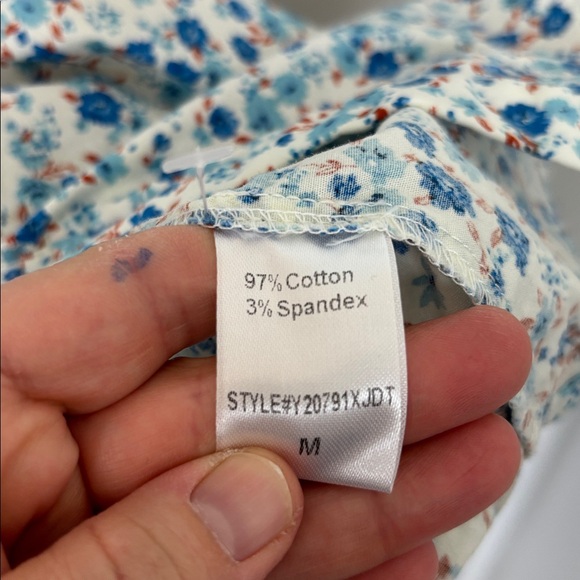 97% Cotton
3% Spandex
STYLE#Y20791XJDT
M